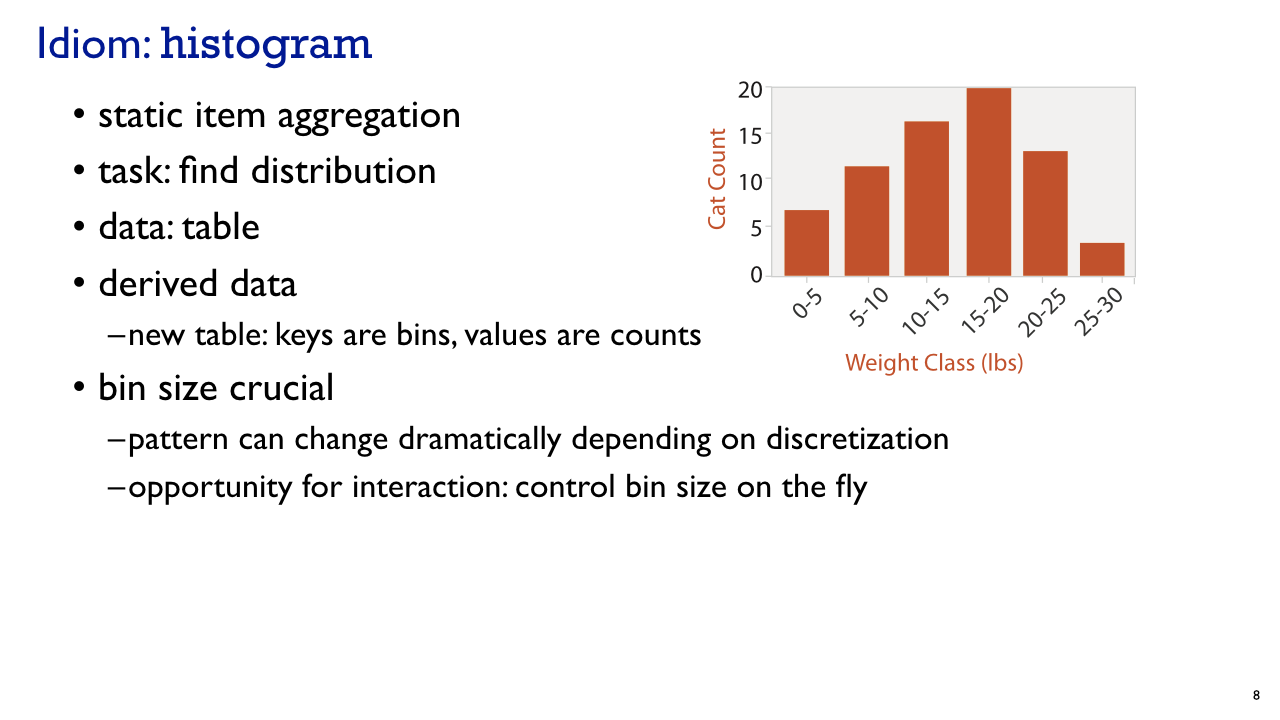 Idiom: histogram
• static item aggregation
• task: find distribution
• data: table
• derived data
–new table: keys are bins, values are counts
• bin size crucial
–pattern can change dramatically depending on discretization
–opportunity for interaction: control bin size on the fly
20
15
10
5
0
Cat Count
0-5
5-10
10-15
15-20
20-25
25-30
Weight Class (lbs)
8